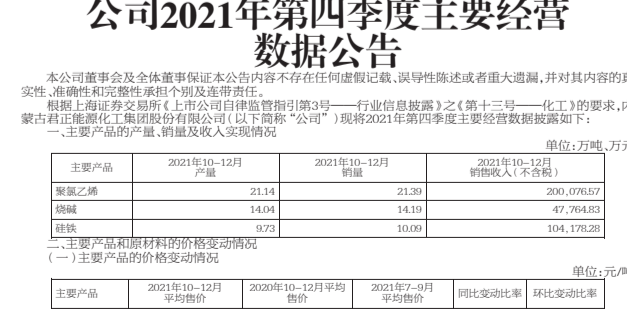 公司2021年第四季度主要经营
数据公告
本公司董事会及全体董事保证本公告内容不存在任何虚假记载、误导性陈述或者重大遗漏,并对其内容的真
实性、准确性和完整性承担个别及连带责任。
根据上海证券交易所《上市公司自律监管指引第3号——行业信息披露》之《第十三号——化工》的要求,内
蒙古君正能源化工集团股份有限公司(以下简称“公司”)现将2021年第四季度主要经营数据披露如下:
一、主要产品的产量、销量及收入实现情况
单位:万吨、万元
主要产品 2021年10-12月 产量 2021年10-12月 销量 2021年10-12月 销售收入(不含税)
聚氯乙烯 21.14 21.39 200,076.57
烧碱 14.04 14.19 47,764.83
硅铁 9.73 10.09 104,178.28
二、主要产品和原材料的价格变动情况
(一)主要产品的价格变动情况
单位:元/吨
主要产品 2021年10-12月 平均售价 2020年10-12月平均 售价 2021年7-9月 平均售价 同比变动比率 环比变动比率